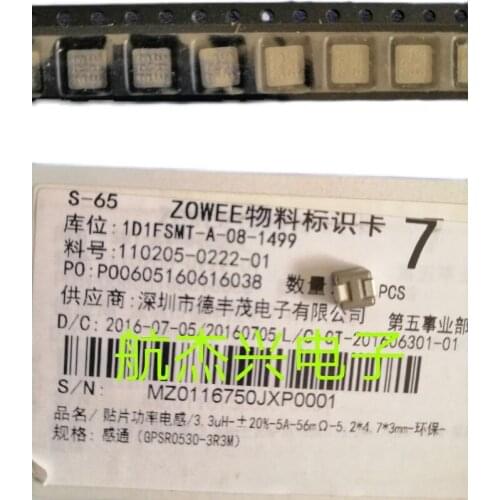 S-65
ZOWEE物料标识卡
7
库位: 1D1FSMT-A-08-1499
料号: 110205-0222-01
PO: PO0605160616038
数量:
PCS
供应商: 深圳市德丰茂电子有限公司
第五事业部
D/C: 2016-07-05/20160705
航杰兴电子
S/N: MZ0116750JXP0001
品名/ 贴片功率电感/3.3uH-±20%-5A-56mΩ-5.2*4.7*3mm-环保-
规格: 感通 (GPSR0530-3R3M)